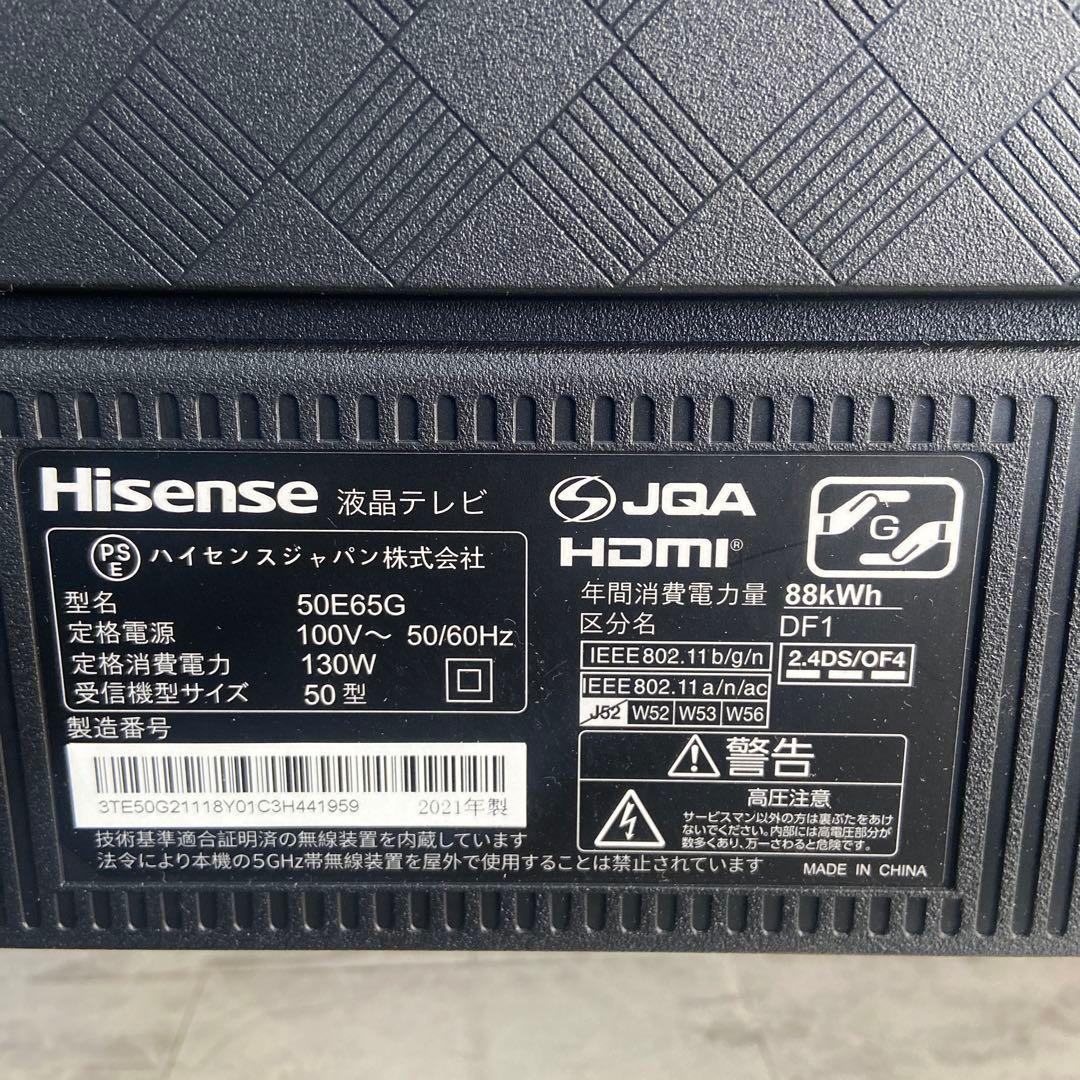 Hisense 液晶テレビ
JQA
HDMI®
G
PS
E
ハイセンスジャパン株式会社
型名 50E65G
定格電源 100V～ 50/60Hz
定格消費電力 130W
受信機型サイズ 50型
年間消費電力量 88kWh
区分名 DF1
IEEE802.11b/g/n
2.4DS/OF4
IEEE802.11a/n/ac
J52 W52 W53 W56
製造番号
3TE50G21118Y01C3H441959 2021年製
技術基準適合証明済の無線装置を内蔵しています
法令により本機の5GHz帯無線装置を屋外で使用することは禁止されています
警告
高圧注意
サービスマン以外の方は裏ぶたをあけ
ないでください。内部には高電圧部分が
数多くあり、万一さわると危険です。
MADE IN CHINA